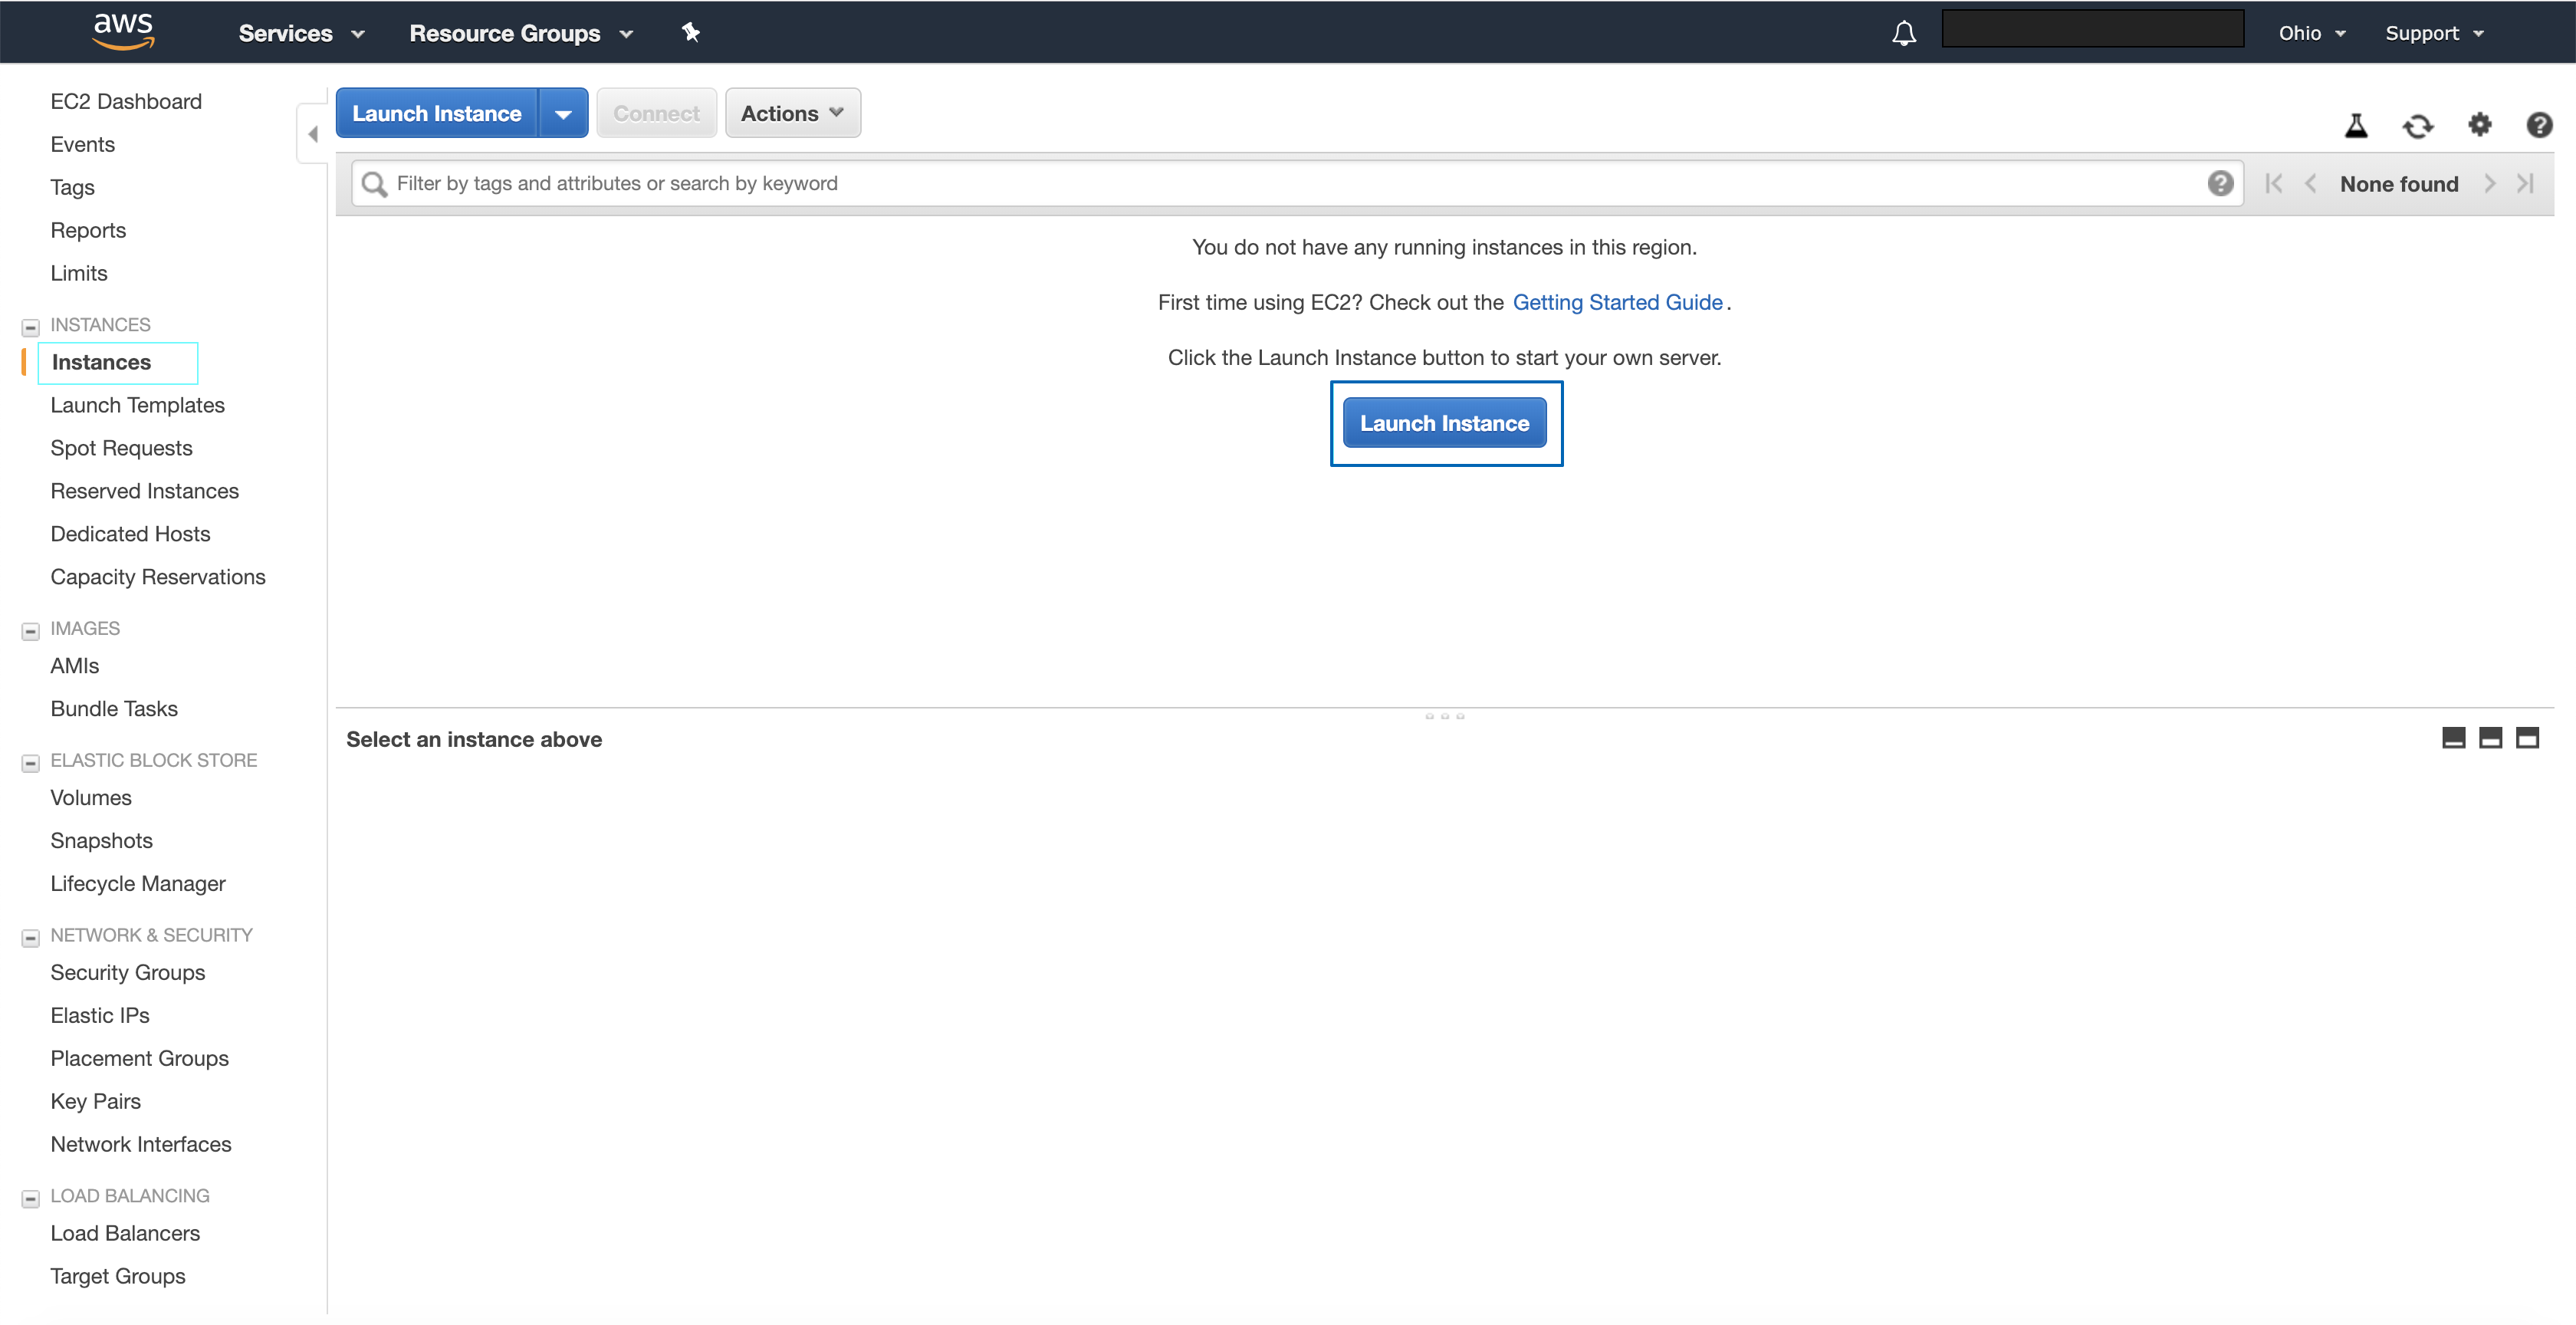 aws Services Resource Groups Ohio Support
EC2 Dashboard
Events
Tags
Reports
Limits
INSTANCES
Instances
Launch Templates
Spot Requests
Reserved Instances
Dedicated Hosts
Capacity Reservations
IMAGES
AMIs
Bundle Tasks
ELASTIC BLOCK STORE
Volumes
Snapshots
Lifecycle Manager
NETWORK & SECURITY
Security Groups
Elastic IPs
Placement Groups
Key Pairs
Network Interfaces
LOAD BALANCING
Load Balancers
Target Groups
Launch Instance Connect Actions
Filter by tags and attributes or search by keyword None found
You do not have any running instances in this region.
First time using EC2? Check out the Getting Started Guide.
Click the Launch Instance button to start your own server.
Launch Instance
Select an instance above